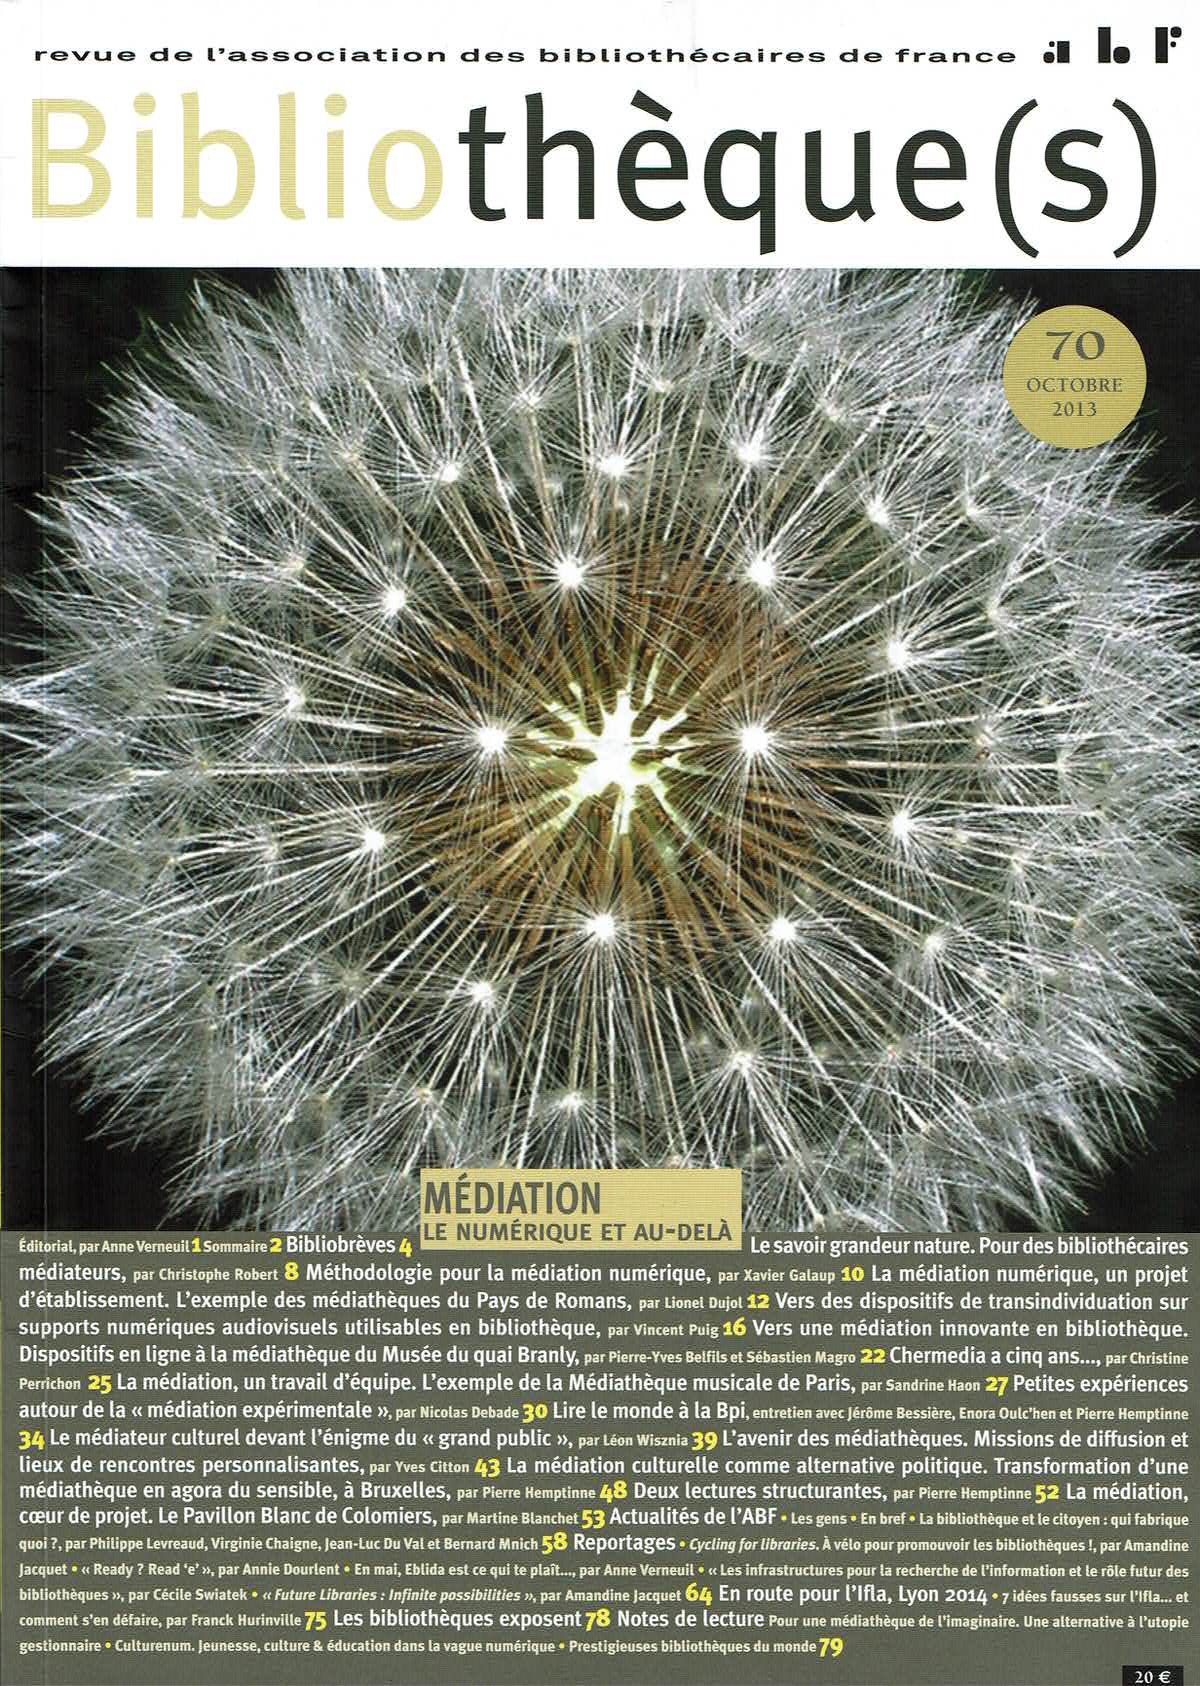 revue de l'association des bibliothécaires de france abf
Bibliothèque(s)
70
OCTOBRE
2013
MÉDIATION
LE NUMÉRIQUE ET AU-DELÀ
Éditorial, par Anne Verneuil 1 Sommaire 2 Bibliobrèves 4 Le savoir grandeur nature. Pour des bibliothécaires
médiateurs, par Christophe Robert 8 Méthodologie pour la médiation numérique, par Xavier Galaup 10 La médiation numérique, un projet
d'établissement. L'exemple des médiathèques du Pays de Romans, par Lionel Dujol 12 Vers des dispositifs de transindividuation sur
supports numériques audiovisuels utilisables en bibliothèque, par Vincent Puig 16 Vers une médiation innovante en bibliothèque.
Dispositifs en ligne à la médiathèque du Musée du quai Branly, par Pierre-Yves Belfils et Sébastien Magro 22 Chermedia a cinq ans..., par Christine
Perrichon 25 La médiation, un travail d'équipe. L'exemple de la Médiathèque musicale de Paris, par Sandrine Haon 27 Petites expériences
autour de la « médiation expérimentale », par Nicolas Debade 30 Lire le monde à la Bpi, entretien avec Jérôme Bessière, Enora Oulc'hen et Pierre Hemptinne
34 Le médiateur culturel devant l'énigme du « grand public », par Léon Wisznia 39 L'avenir des médiathèques. Missions de diffusion et
lieux de rencontres personnalisantes, par Yves Citton 43 La médiation culturelle comme alternative politique. Transformation d'une
médiathèque en agora du sensible, à Bruxelles, par Pierre Hemptinne 48 Deux lectures structurantes, par Pierre Hemptinne 52 La médiation,
cœur de projet. Le Pavillon Blanc de Colomiers, par Martine Blanchet 53 Actualités de l'ABF • Les gens • En bref • La bibliothèque et le citoyen : qui fabrique
quoi ?, par Philippe Levreaud, Virginie Chaigne, Jean-Luc Du Val et Bernard Mnich 58 Reportages • Cycling for libraries. À vélo pour promouvoir les bibliothèques !, par Amandine
Jacquet • « Ready ? Read 'e' », par Annie Dourlent • En mai, Eblida est ce qui te plaît..., par Anne Verneuil • « Les infrastructures pour la recherche de l'information et le rôle futur des
bibliothèques », par Cécile Swiatek • « Future Libraries : Infinite possibilities », par Amandine Jacquet 64 En route pour l'Ifla, Lyon 2014 • 7 idées fausses sur l'Ifla... et
comment s'en défaire, par Franck Hurinville 75 Les bibliothèques exposent 78 Notes de lecture Pour une médiathèque de l'imaginaire. Une alternative à l'utopie
gestionnaire • Culturenum. Jeunesse, culture & éducation dans la vague numérique • Prestigieuses bibliothèques du monde 79
20 €